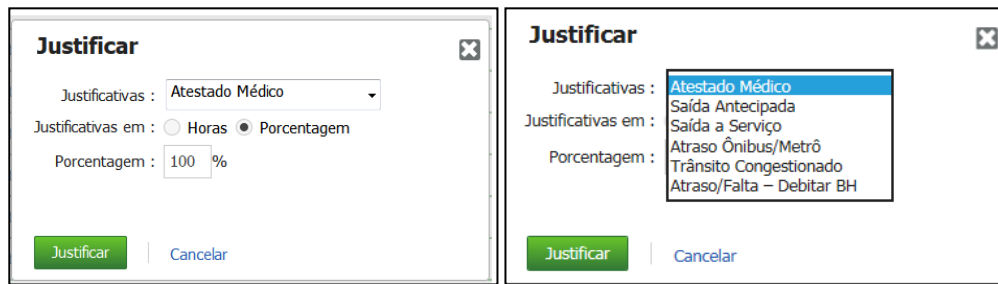 Justificar
Justificativas : Atestado Médico
Justificativas em : Horas Porcentagem
Porcentagem : 100 %
Justificar Cancelar
Justificar
Justificativas : Atestado Médico
Saída Antecipada
Justificativas em : Saída a Serviço
Atraso Ônibus/Metrô
Porcentagem : Trânsito Congestionado
Atraso/Falta – Debitar BH
Justificar Cancelar